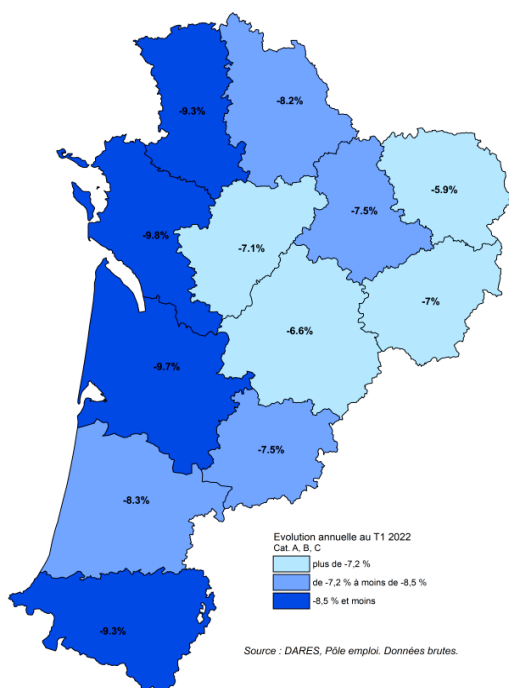 -9.3%
-8.2%
-5.9%
-7.5%
-9.8%
-7.1%
-7%
-6.6%
-9.7%
-7.5%
-8.3%
-9.3%
Evolution annuelle au T1 2022
Cat. A, B, C
plus de -7,2 %
de -7,2 % à moins de -8,5 %
-8,5 % et moins
Source : DARES, Pôle emploi. Données brutes.